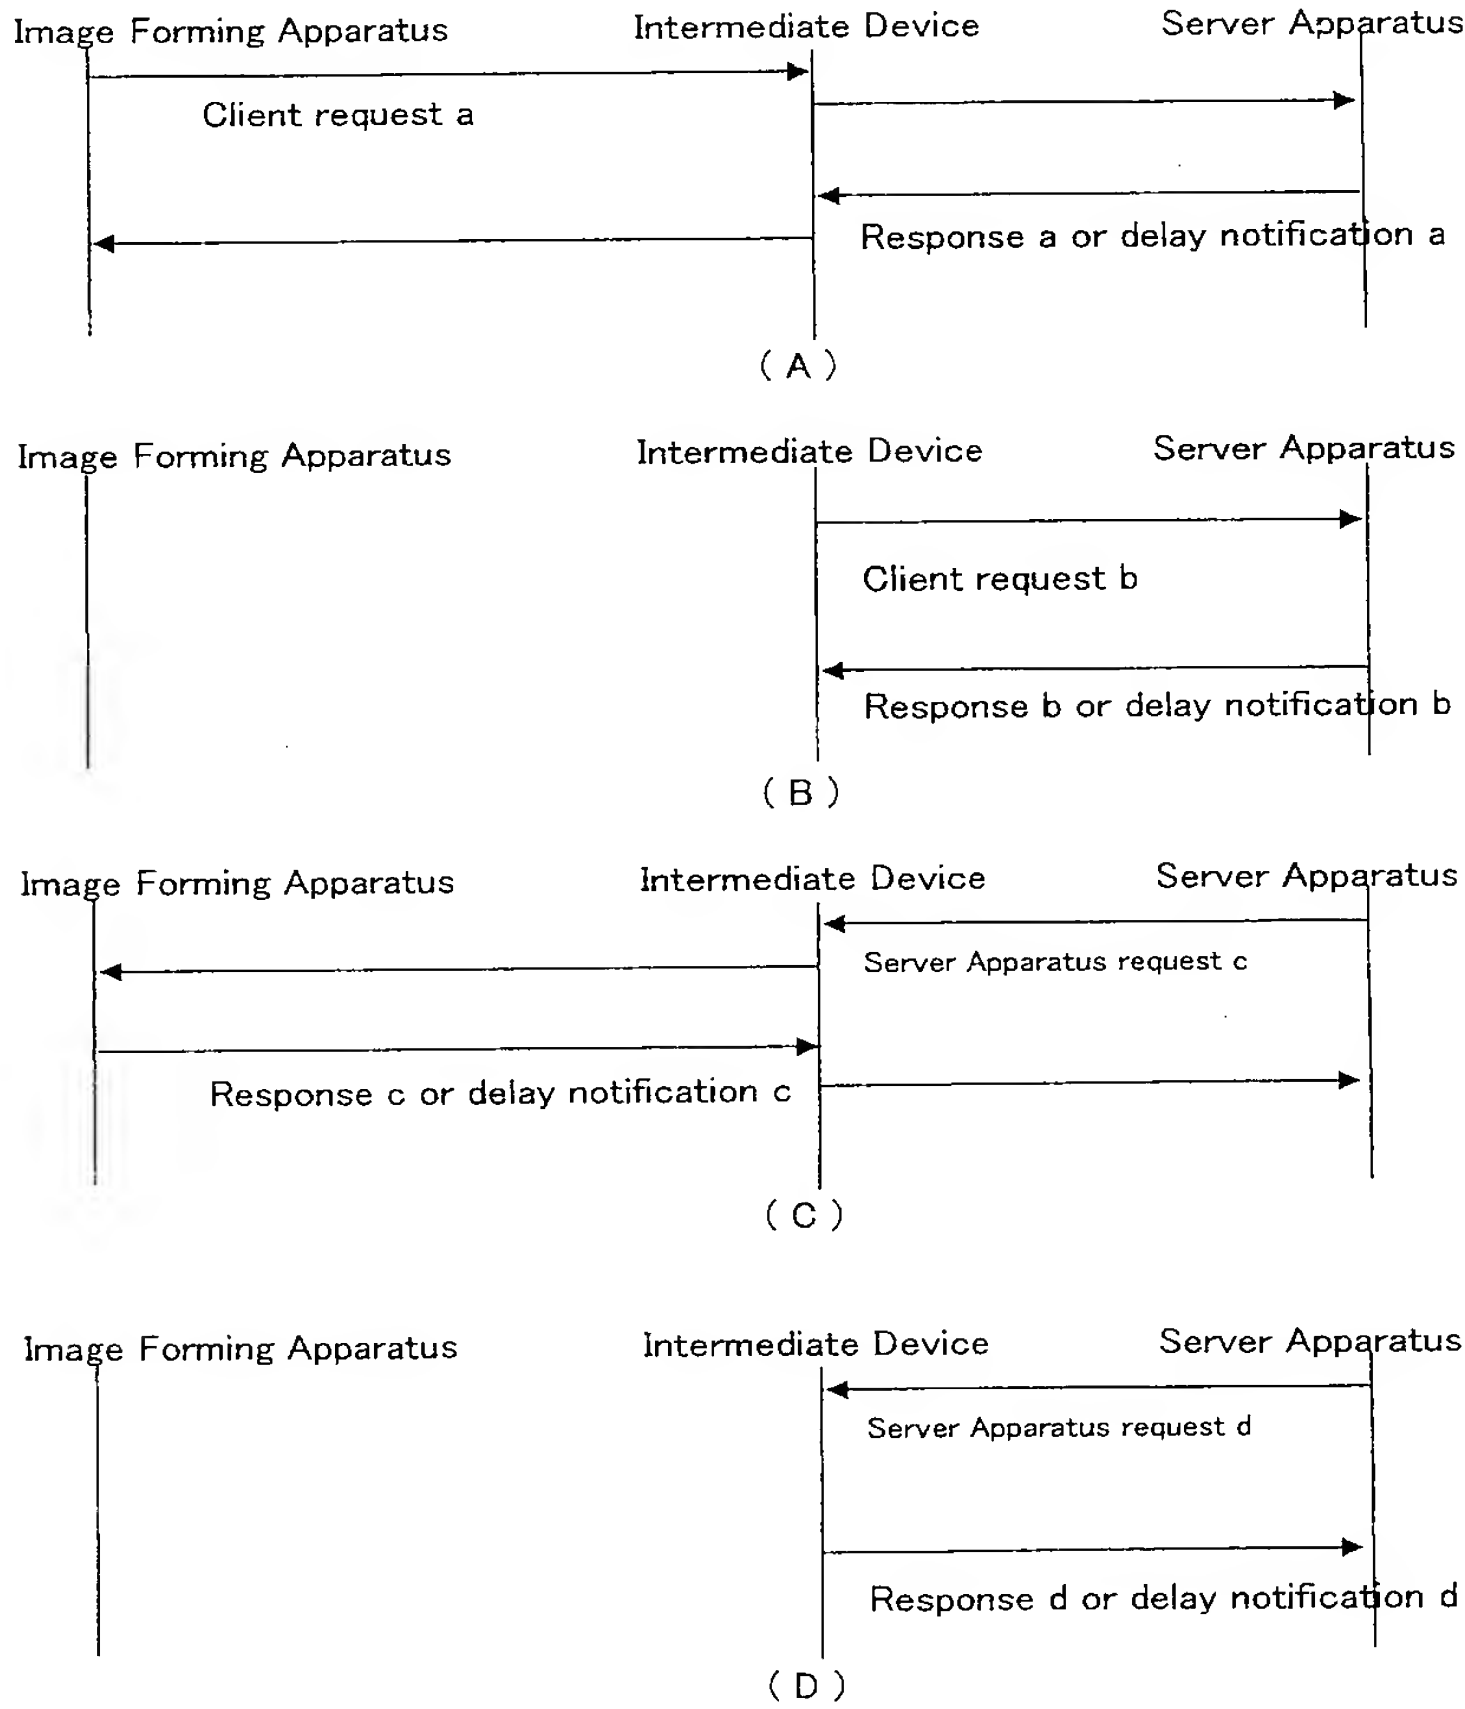 Image Forming Apparatus Intermediate Device Server Apparatus
Client request a
Response a or delay notification a
( A )
Image Forming Apparatus Intermediate Device Server Apparatus
Client request b
Response b or delay notification b
( B )
Image Forming Apparatus Intermediate Device Server Apparatus
Server Apparatus request c
Response c or delay notification c
( C )
Image Forming Apparatus Intermediate Device Server Apparatus
Server Apparatus request d
Response d or delay notification d
( D )